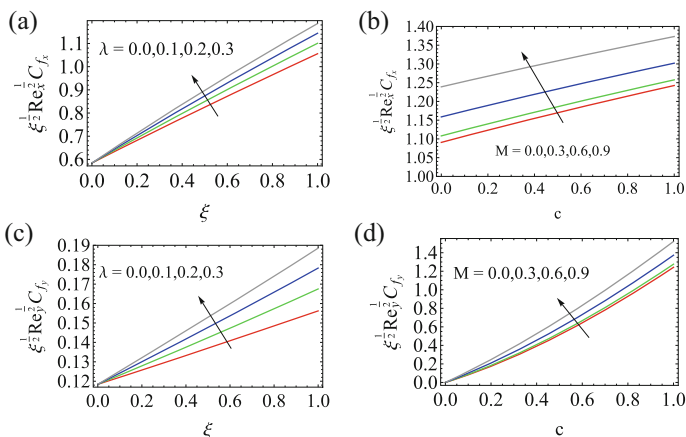 (a)
λ = 0.0,0.1,0.2,0.3
ξ^{1/2} Re_x^{1/2} C_{f_x}
1.1
1.0
0.9
0.8
0.7
0.6
0.0 0.2 0.4 0.6 0.8 1.0
ξ
(b)
ξ^{1/2} Re_x^{1/2} C_{f_x}
1.40
1.35
1.30
1.25
1.20
1.15
1.10
1.05
1.00
M = 0.0,0.3,0.6,0.9
0.0 0.2 0.4 0.6 0.8 1.0
c
(c)
λ = 0.0,0.1,0.2,0.3
ξ^{1/2} Re_y^{1/2} C_{f_y}
0.19
0.18
0.17
0.16
0.15
0.14
0.13
0.12
0.0 0.2 0.4 0.6 0.8 1.0
ξ
(d)
M = 0.0,0.3,0.6,0.9
ξ^{1/2} Re_y^{1/2} C_{f_y}
1.4
1.2
1.0
0.8
0.6
0.4
0.2
0.0
0.0 0.2 0.4 0.6 0.8 1.0
c